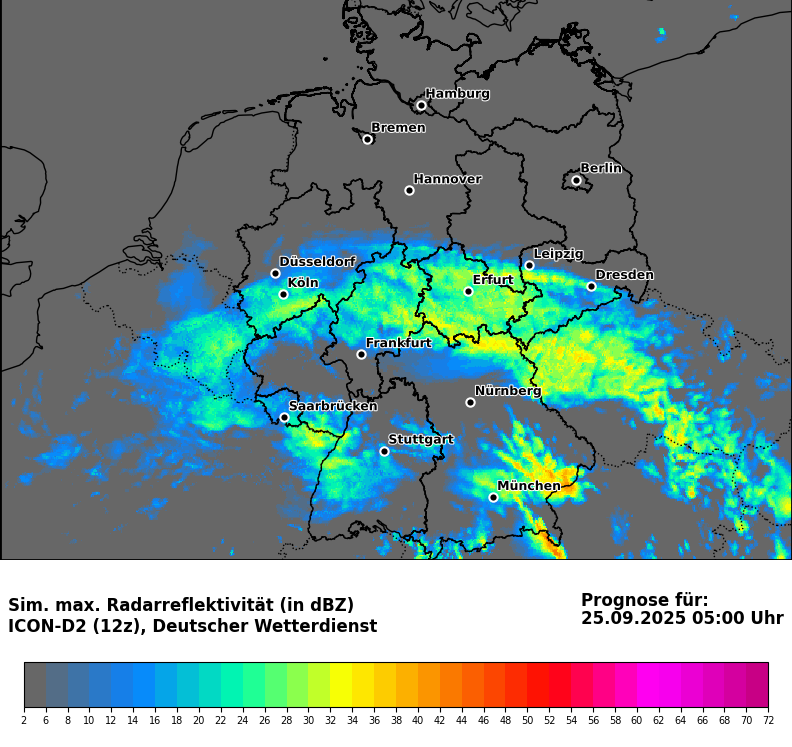 Hamburg
Bremen
Berlin
Hannover
Leipzig
Düsseldorf
Dresden
Köln
Erfurt
Frankfurt
Nürnberg
Saarbrücken
Stuttgart
München
Sim. max. Radarreflektivität (in dBZ)
ICON-D2 (12z), Deutscher Wetterdienst
Prognose für:
25.09.2025 05:00 Uhr
2 6 8 10 12 14 16 18 20 22 24 26 28 30 32 34 36 38 40 42 44 46 48 50 52 54 56 58 60 62 64 66 68 70 72